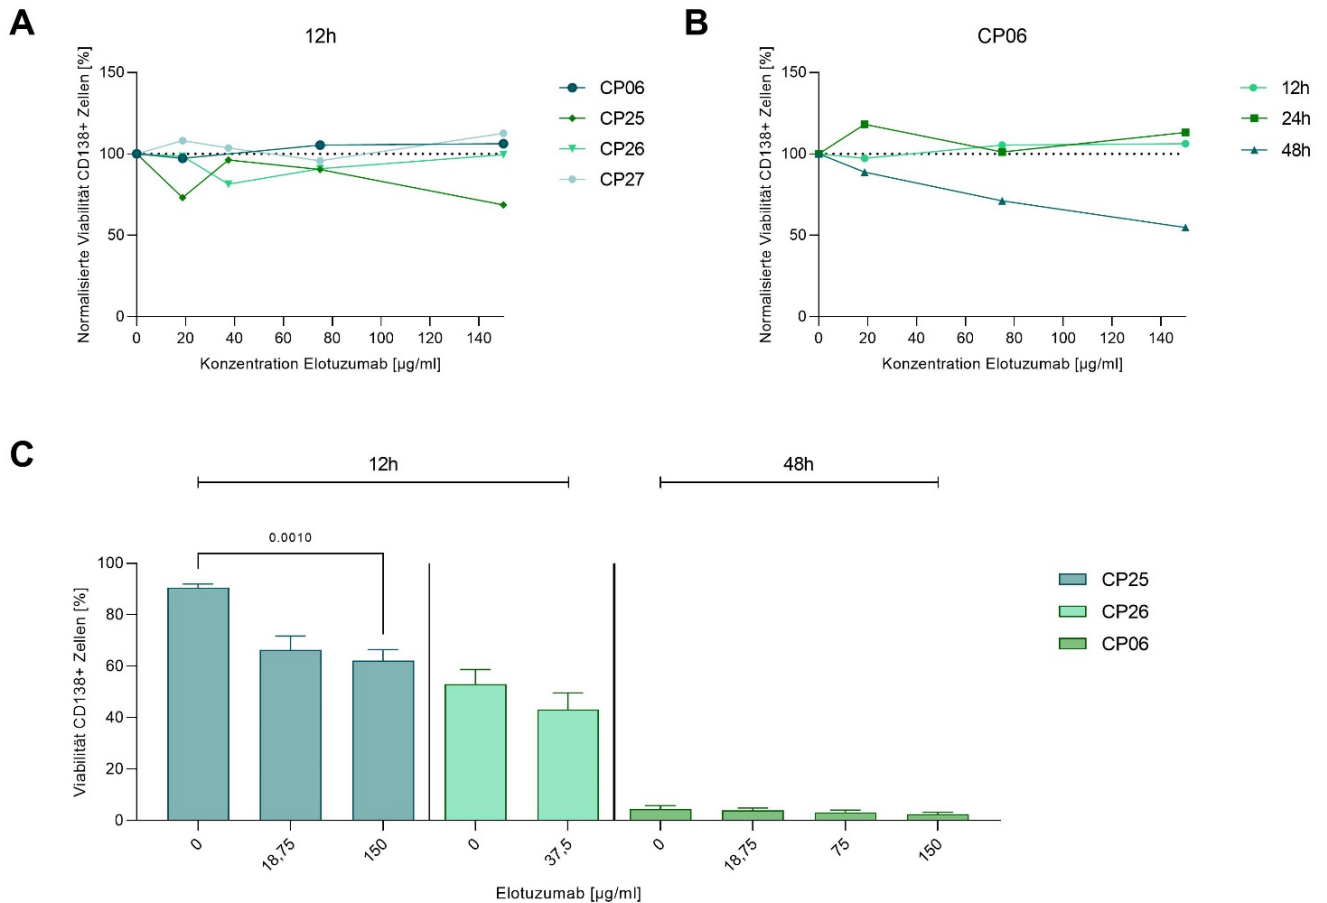 A
12h
Normalisierte Viabilität CD138+ Zellen [%]
150
100
50
0
0 20 40 60 80 100 120 140
Konzentration Elotuzumab [µg/ml]
CP06
CP25
CP26
CP27
B
CP06
Normalisierte Viabilität CD138+ Zellen [%]
150
100
50
0
0 20 40 60 80 100 120 140
Konzentration Elotuzumab [µg/ml]
12h
24h
48h
C
12h 48h
0.0010
Viabilität CD138+ Zellen [%]
100
80
60
40
20
0
0 18,75 150 0 37,5 0 18,75 75 150
Elotuzumab [µg/ml]
CP25
CP26
CP06